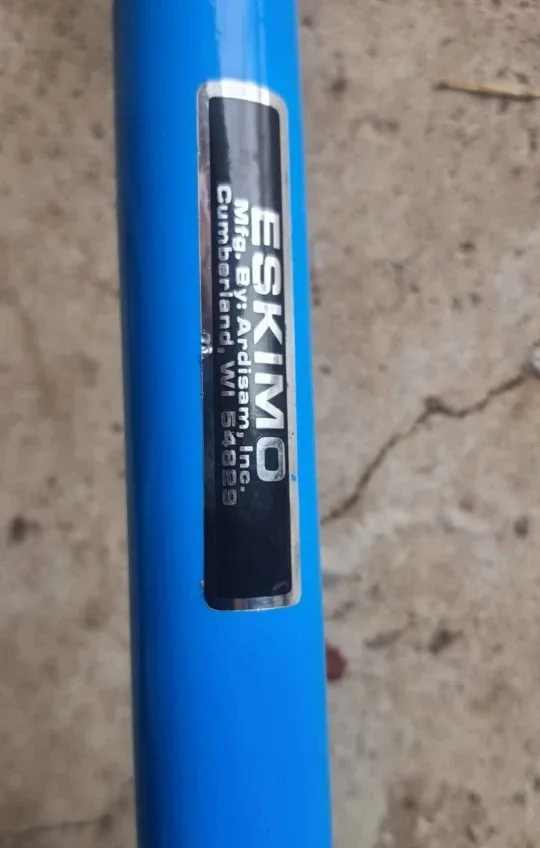 ESKIMO
Mfg. By: Ardisam, Inc.
Cumberland, WI 54829